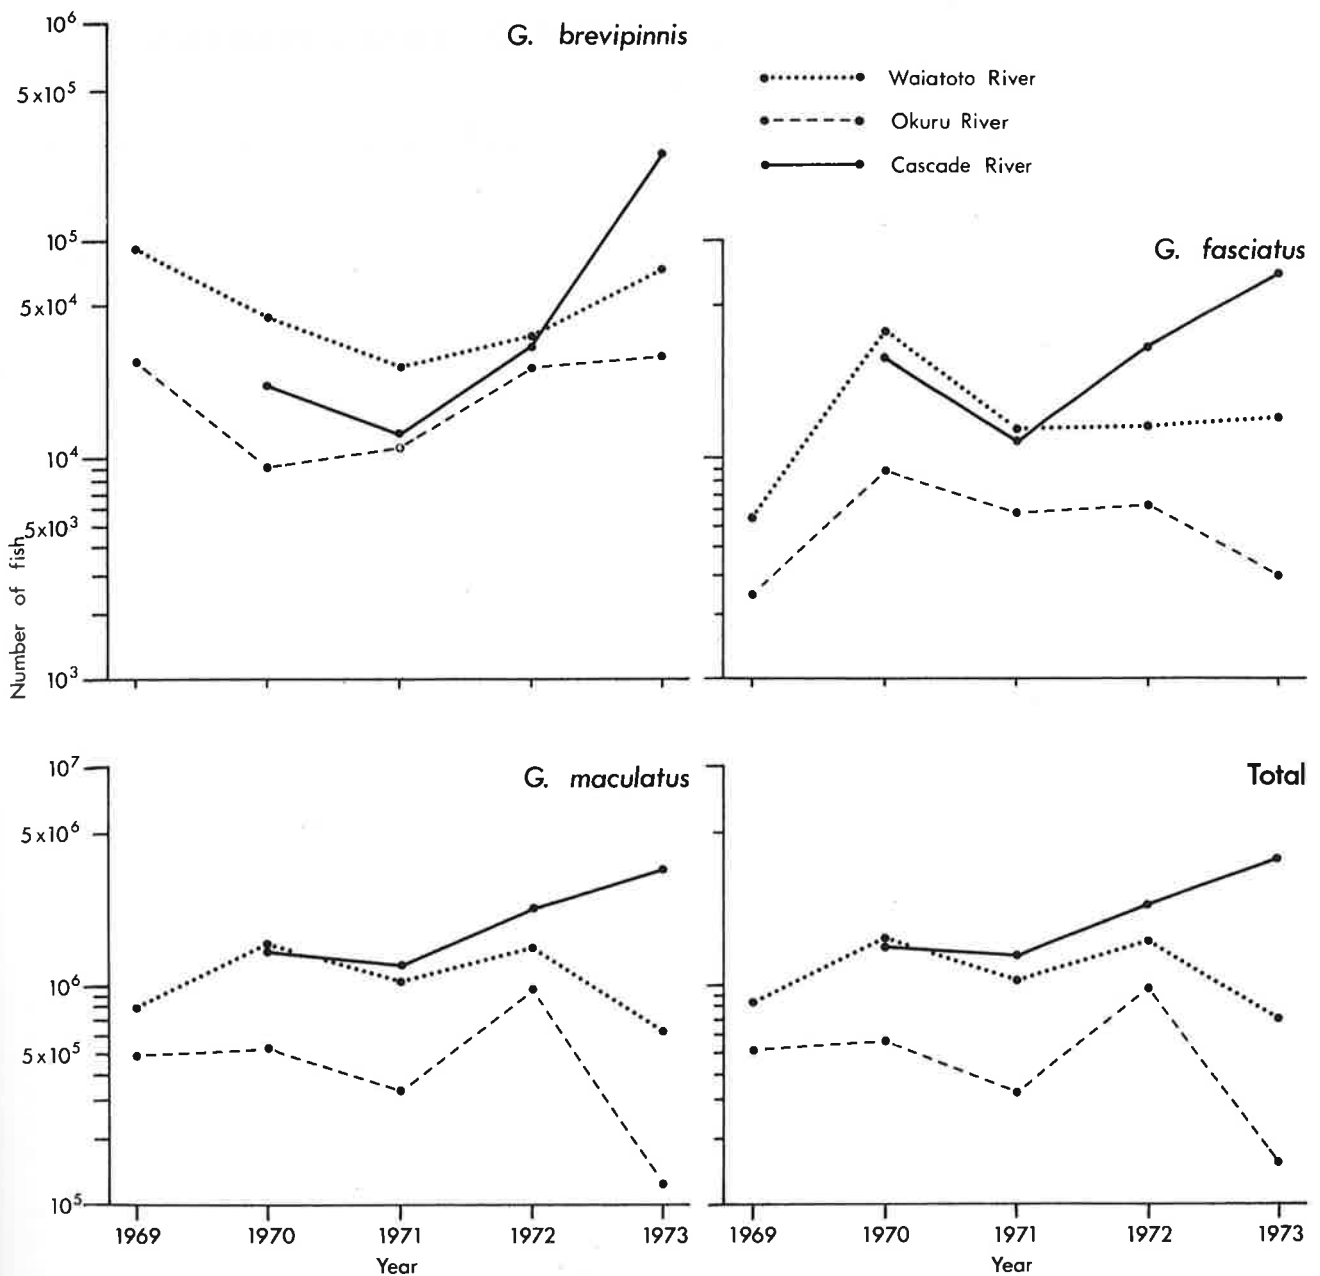 G. brevipinnis
10⁶
5x10⁵
10⁵
5x10⁴
10⁴
5x10³
10³
Number of fish
Waiatoto River
Okuru River
Cascade River
G. fasciatus
G. maculatus
10⁷
5x10⁶
10⁶
5x10⁵
10⁵
1969 1970 1971 1972 1973
Year
Total
1969 1970 1971 1972 1973
Year